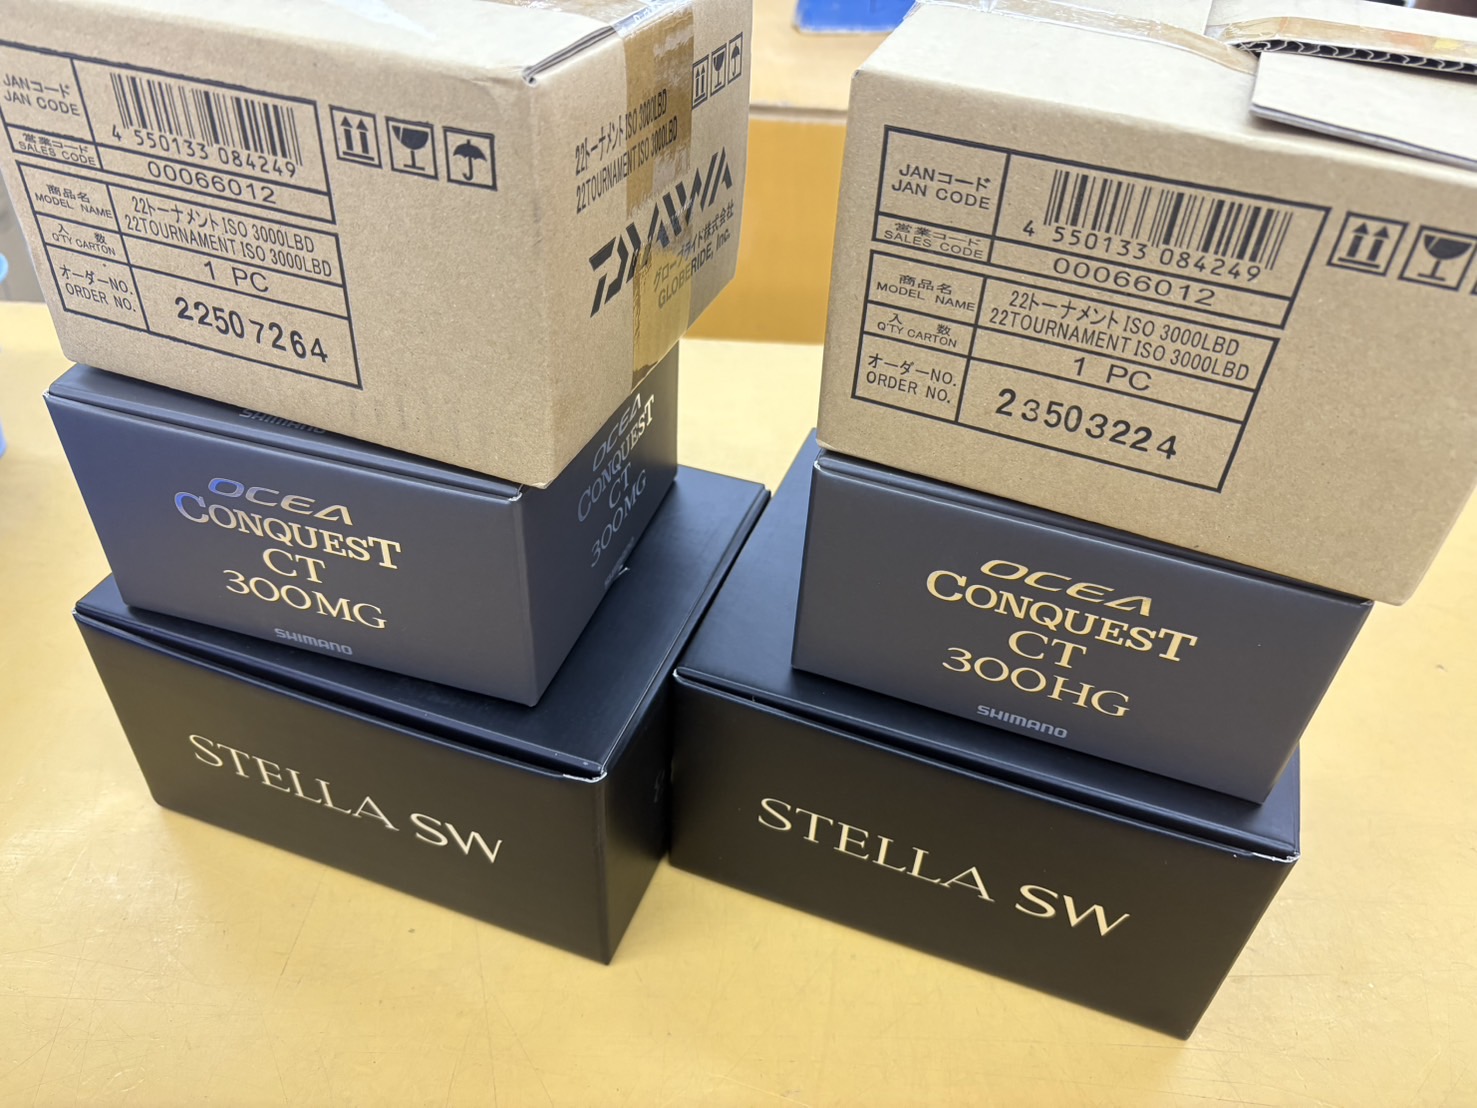 JANコード
JAN CODE
4 550133 084249
営業コード
SALES CODE
00066012
商品名
MODEL NAME
22トーナメント ISO 3000LBD
22TOURNAMENT ISO 3000LBD
入 数
Q'TY CARTON
1 PC
オーダーNO.
ORDER NO.
22507264
22トーナメント ISO 3000LBD
22TOURNAMENT ISO 3000LBD
DAIWA
グローブライド株式会社
GLOBERIDE, Inc.
SHIMANO
OCEA
CONQUEST
CT
300MG
SHIMANO
OCEA
CONQUEST
CT
300MG
STELLA SW
JANコード
JAN CODE
4 550133 084249
営業コード
SALES CODE
00066012
商品名
MODEL NAME
22トーナメント ISO 3000LBD
22TOURNAMENT ISO 3000LBD
入 数
Q'TY CARTON
1 PC
オーダーNO.
ORDER NO.
23503224
OCEA
CONQUEST
CT
300HG
SHIMANO
STELLA SW